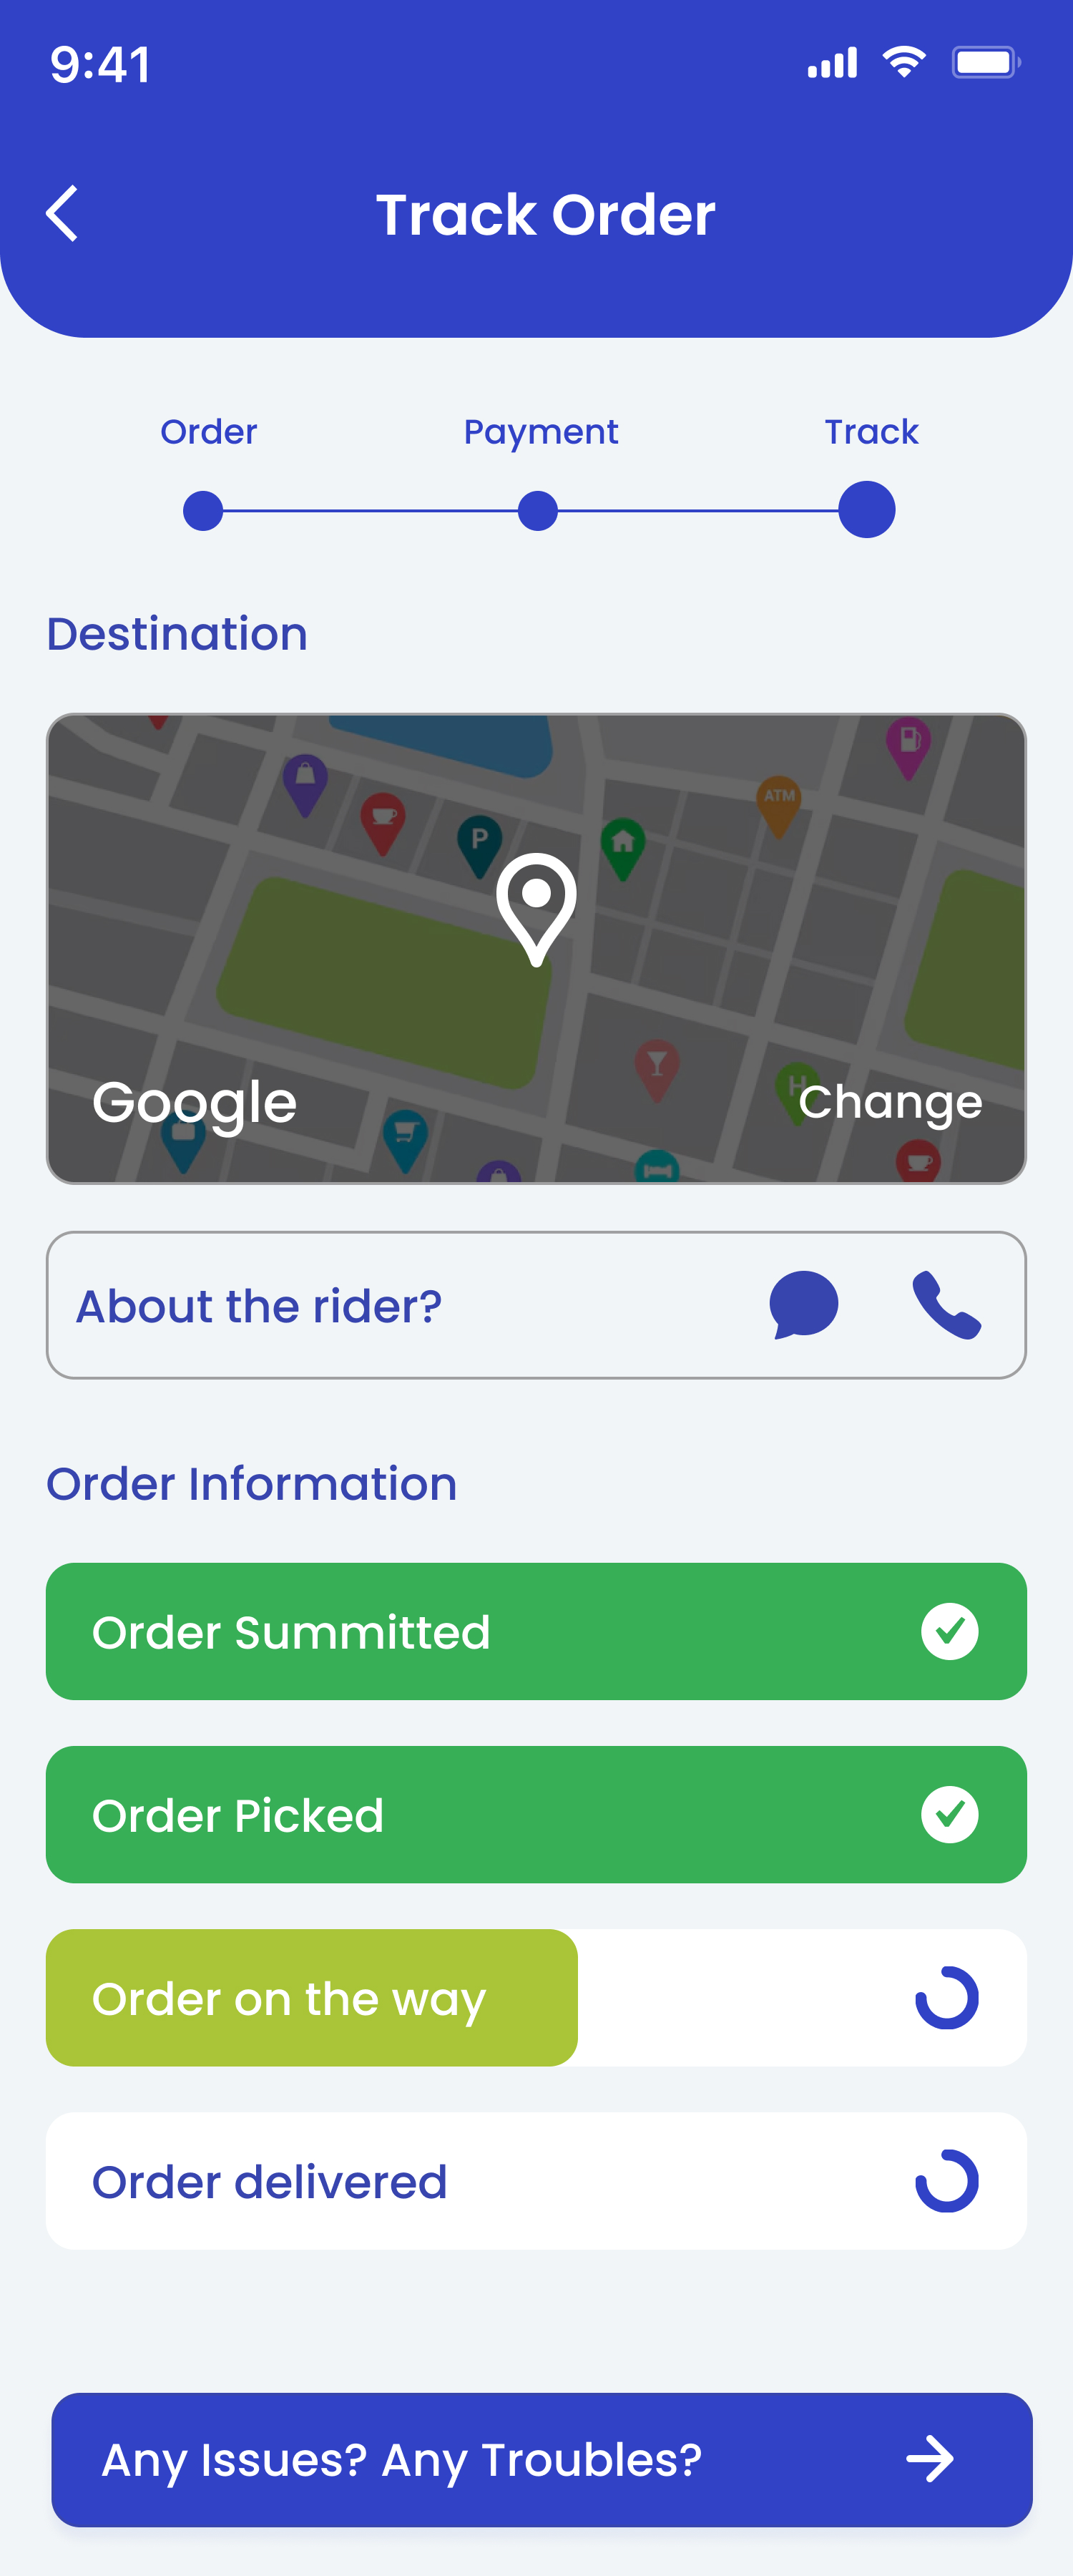 9:41
Track Order
Order Payment Track
Destination
ATM
P
H
Google Change
About the rider?
Order Information
Order Summitted
Order Picked
Order on the way
Order delivered
Any Issues? Any Troubles?